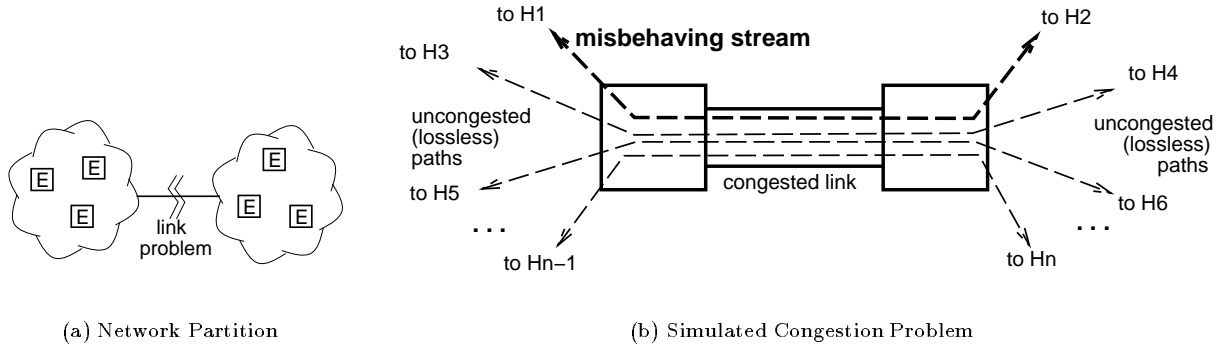 E
E
E
E
E
E
link
problem
(a) Network Partition
to H1
misbehaving stream
to H2
to H3
to H4
uncongested
(lossless)
paths
uncongested
(lossless)
paths
to H5
congested link
to H6
. . .
. . .
to Hn−1
to Hn
(b) Simulated Congestion Problem